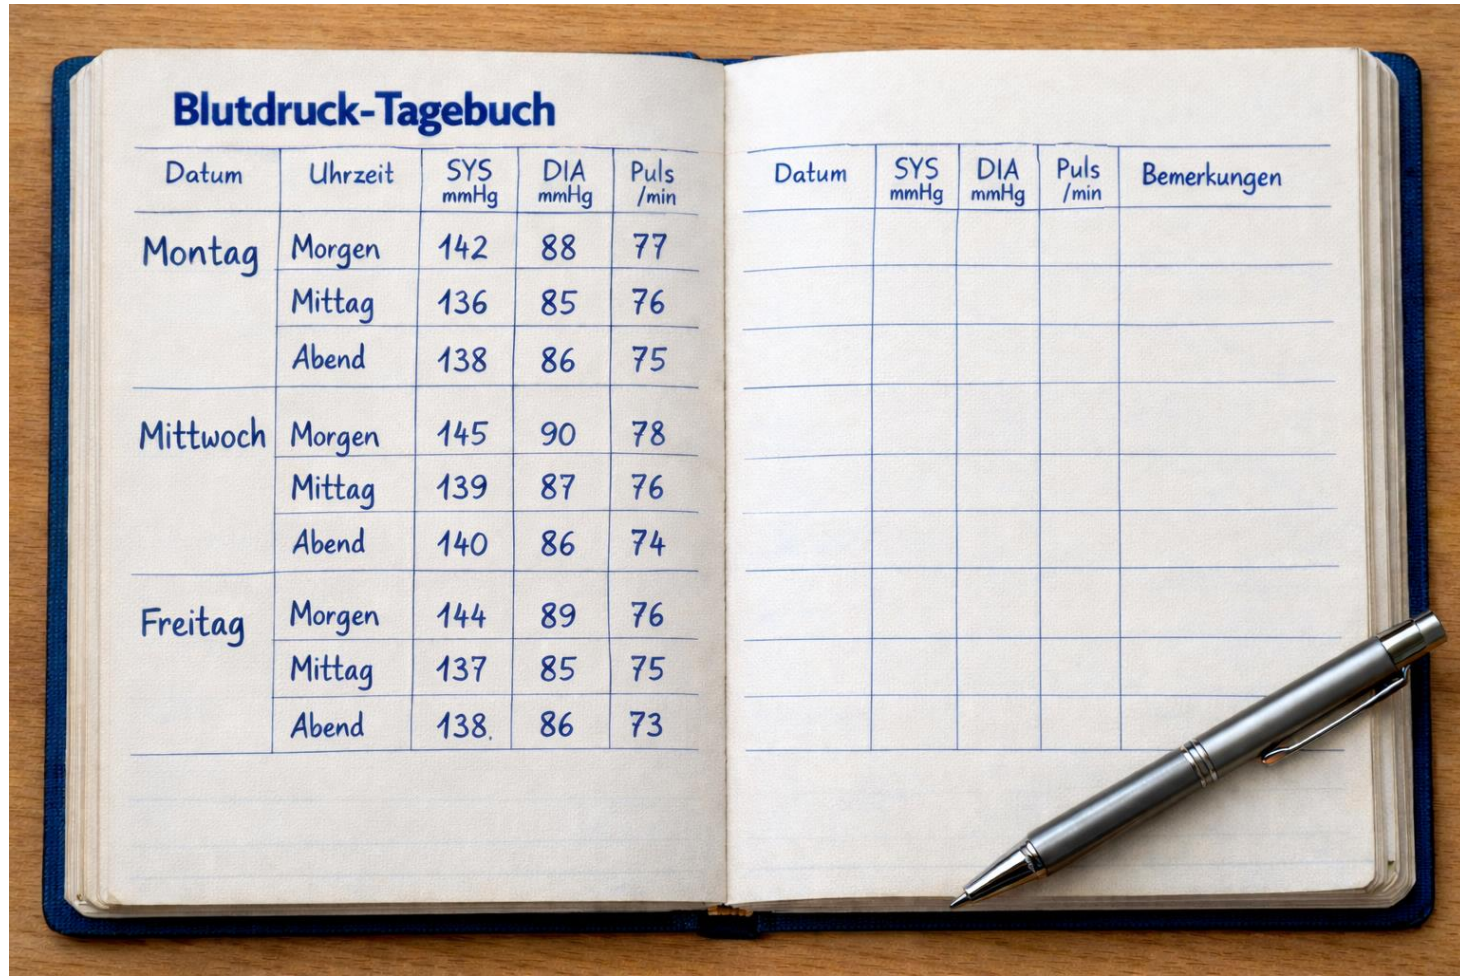 Blutdruck-Tagebuch
Datum Uhrzeit SYS mmHg DIA mmHg Puls /min
Montag Morgen 142 88 77
Mittag 136 85 76
Abend 138 86 75
Mittwoch Morgen 145 90 78
Mittag 139 87 76
Abend 140 86 74
Freitag Morgen 144 89 76
Mittag 137 85 75
Abend 138. 86 73
Datum SYS mmHg DIA mmHg Puls /min Bemerkungen